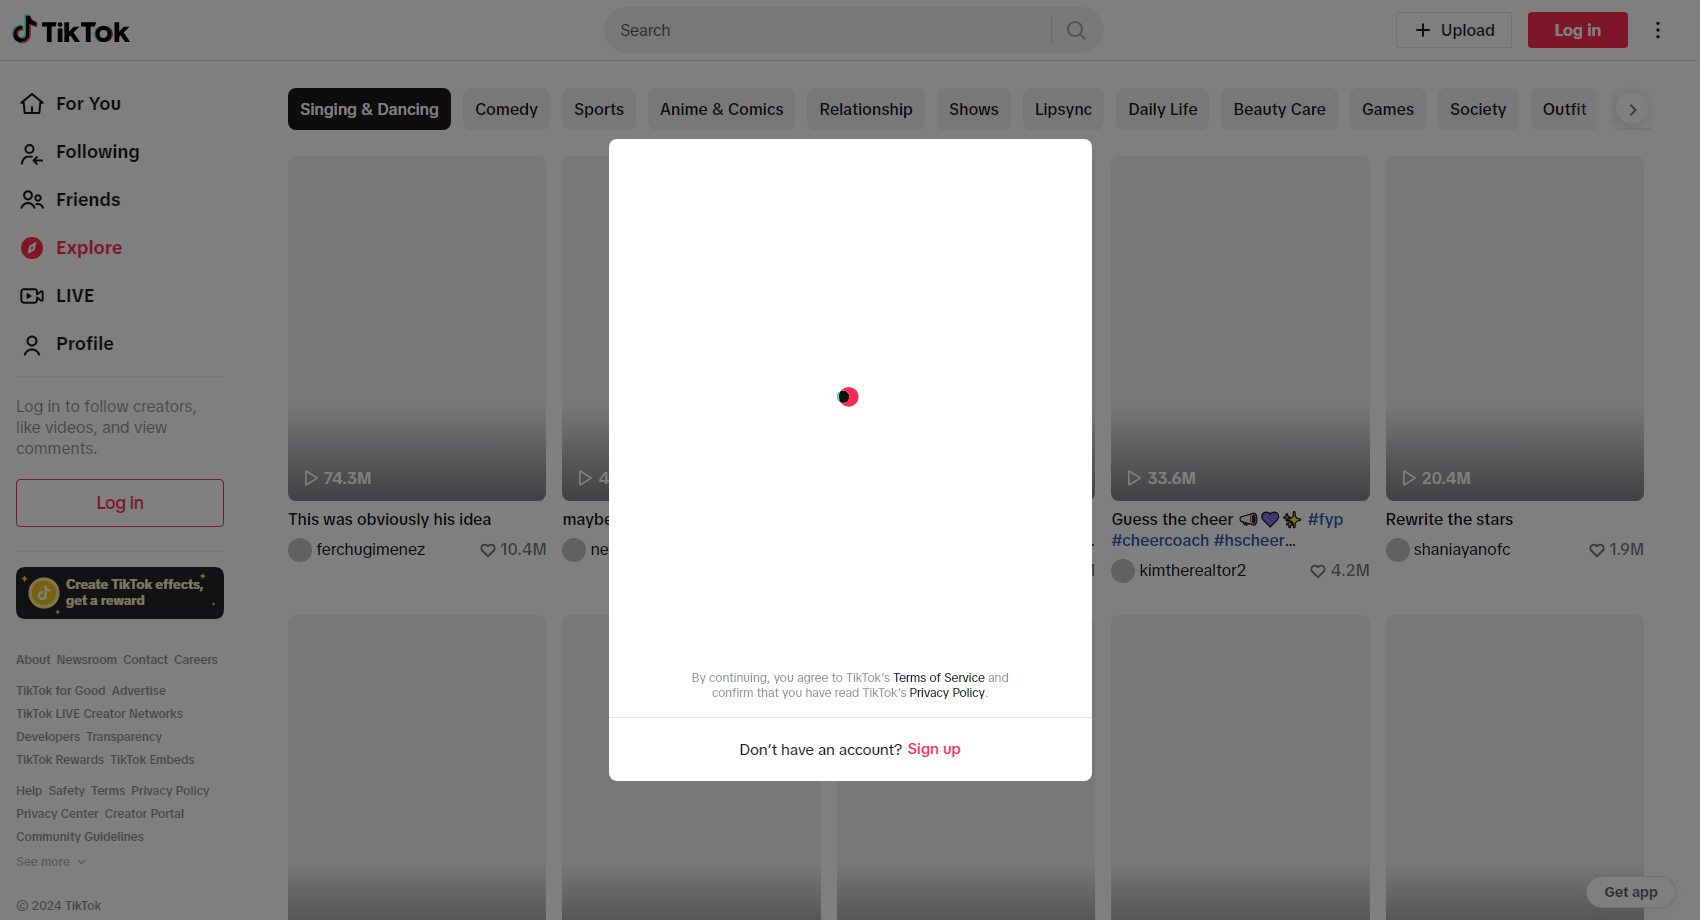 TikTok
Search
Upload
Log in
For You
Following
Friends
Explore
LIVE
Profile
Log in to follow creators,
like videos, and view
comments.
Log in
Create TikTok effects,
get a reward
About Newsroom Contact Careers
TikTok for Good Advertise
TikTok LIVE Creator Networks
Developers Transparency
TikTok Rewards TikTok Embeds
Help Safety Terms Privacy Policy
Privacy Center Creator Portal
Community Guidelines
See more
© 2024 TikTok
Singing & Dancing Comedy Sports Anime & Comics Relationship Shows Lipsync Daily Life Beauty Care Games Society Outfit
74.3M
This was obviously his idea
ferchugimenez 10.4M
4
maybe
ne
33.6M
Guess the cheer 📣💜✨ #fyp
#cheercoach #hscheer...
kimtherealtor2 4.2M
20.4M
Rewrite the stars
shaniayanofc 1.9M
By continuing, you agree to TikTok's Terms of Service and
confirm that you have read TikTok's Privacy Policy.
Don't have an account? Sign up
Get app